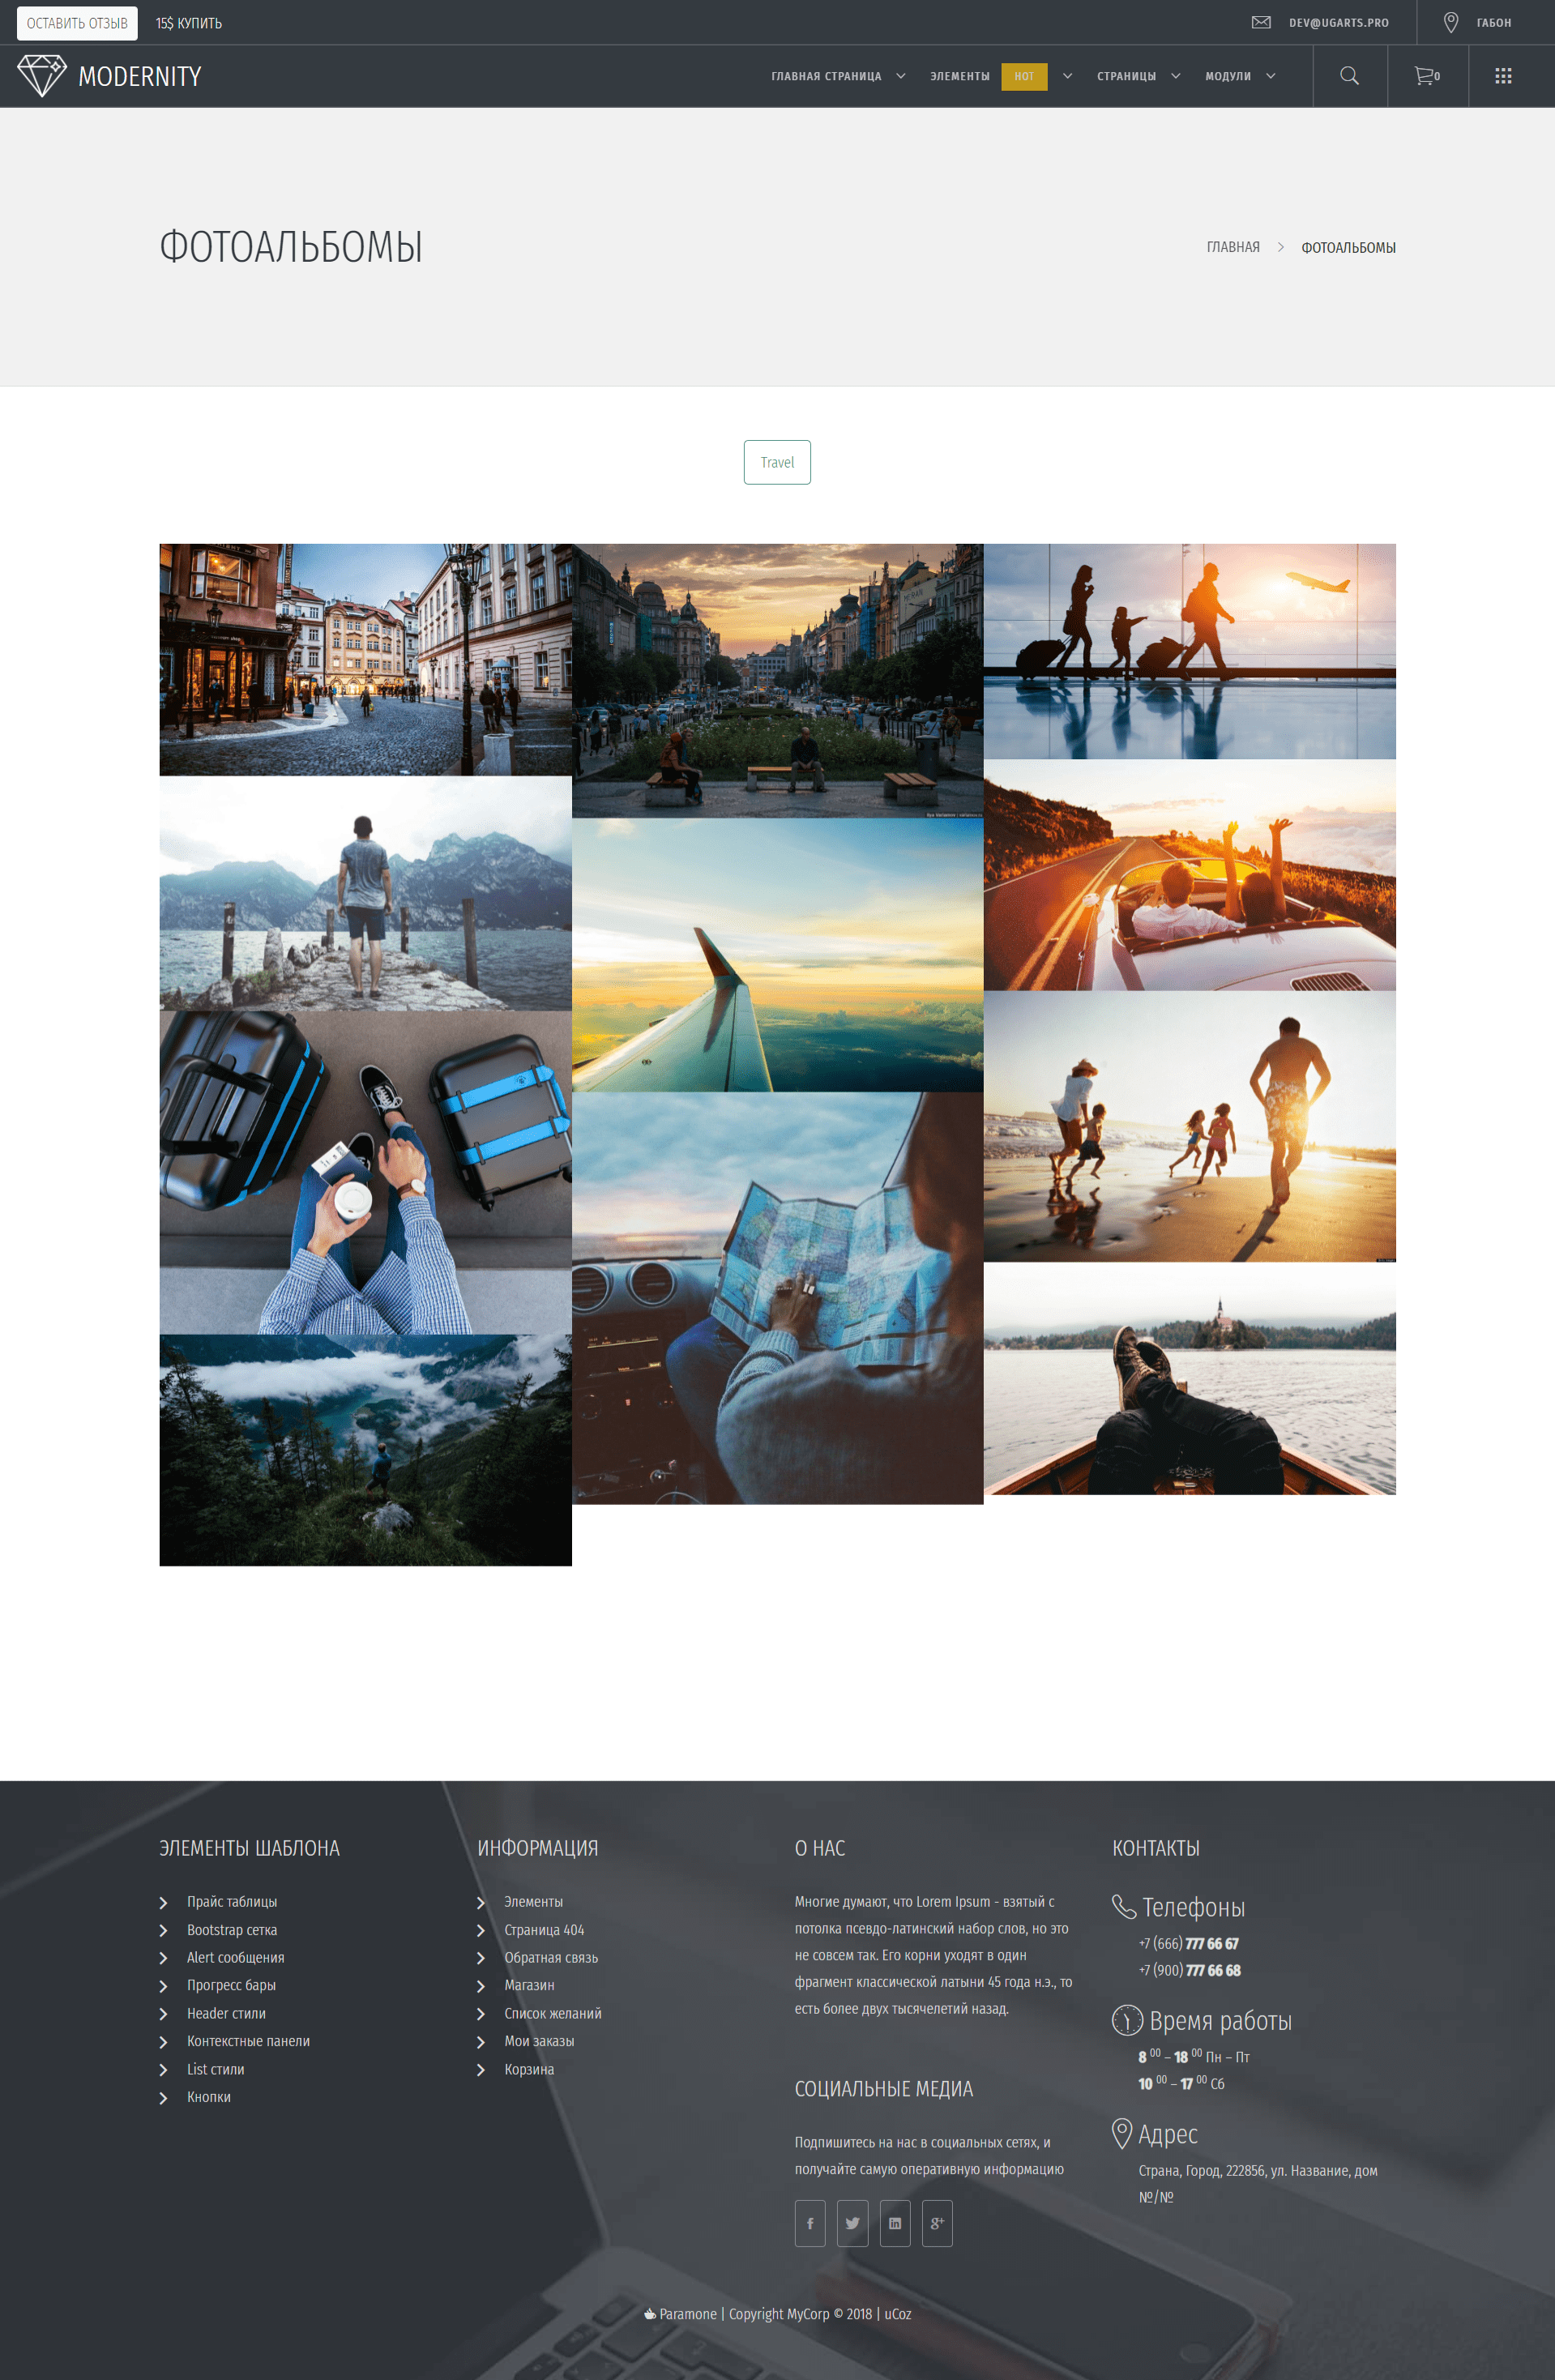 ОСТАВИТЬ ОТЗЫВ
15$ КУПИТЬ
DEV@UGARTS.PRO
ГАБОН
MODERNITY
ГЛАВНАЯ СТРАНИЦА
ЭЛЕМЕНТЫ
HOT
СТРАНИЦЫ
МОДУЛИ
0
ФОТОАЛЬБОМЫ
ГЛАВНАЯ
ФОТОАЛЬБОМЫ
Travel
ЭЛЕМЕНТЫ ШАБЛОНА
Прайс таблицы
Bootstrap сетка
Alert сообщения
Прогресс бары
Header стили
Контекстные панели
List стили
Кнопки
ИНФОРМАЦИЯ
Элементы
Страница 404
Обратная связь
Магазин
Список желаний
Мои заказы
Корзина
О НАС
Многие думают, что Lorem Ipsum - взятый с
потолка псевдо-латинский набор слов, но это
не совсем так. Его корни уходят в один
фрагмент классической латыни 45 года н.э., то
есть более двух тысячелетий назад.
СОЦИАЛЬНЫЕ МЕДИА
Подпишитесь на нас в социальных сетях, и
получайте самую оперативную информацию
КОНТАКТЫ
Телефоны
+7 (666) 777 66 67
+7 (900) 777 66 68
Время работы
8 00 – 18 00 Пн – Пт
10 00 – 17 00 Сб
Адрес
Страна, Город, 222856, ул. Название, дом
№/№
Paramone | Copyright MyCorp © 2018 | uCoz